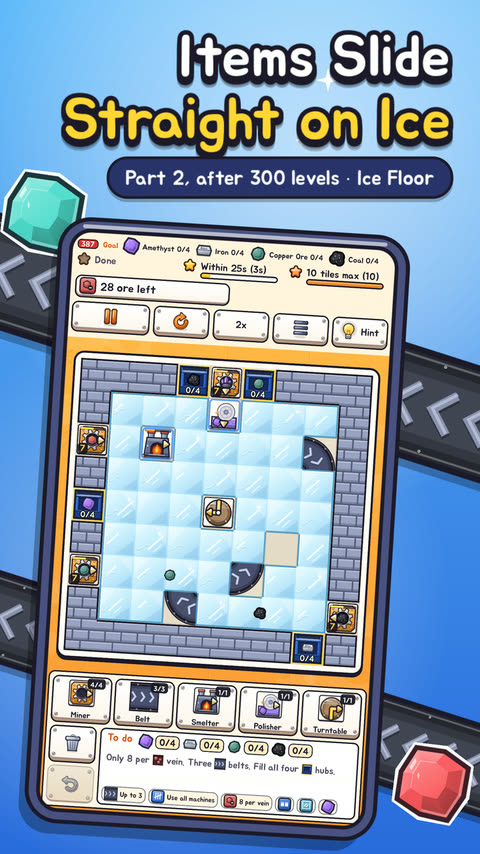 Items Slide
Straight on Ice
Part 2, after 300 levels · Ice Floor
387 Goal Amethyst 0/4 Iron 0/4 Copper Ore 0/4 Coal 0/4
Done Within 25s (3s) 10 tiles max (10)
28 ore left
2x Hint
0/4 7 0/4
7
0/4
7
7
0/4
4/4 3/3 1/1 1/1 1/1
Miner Belt Smelter Polisher Turntable
To do 0/4 0/4 0/4 0/4
Only 8 per vein. Three belts. Fill all four hubs.
Up to 3 Use all machines 8 per vein